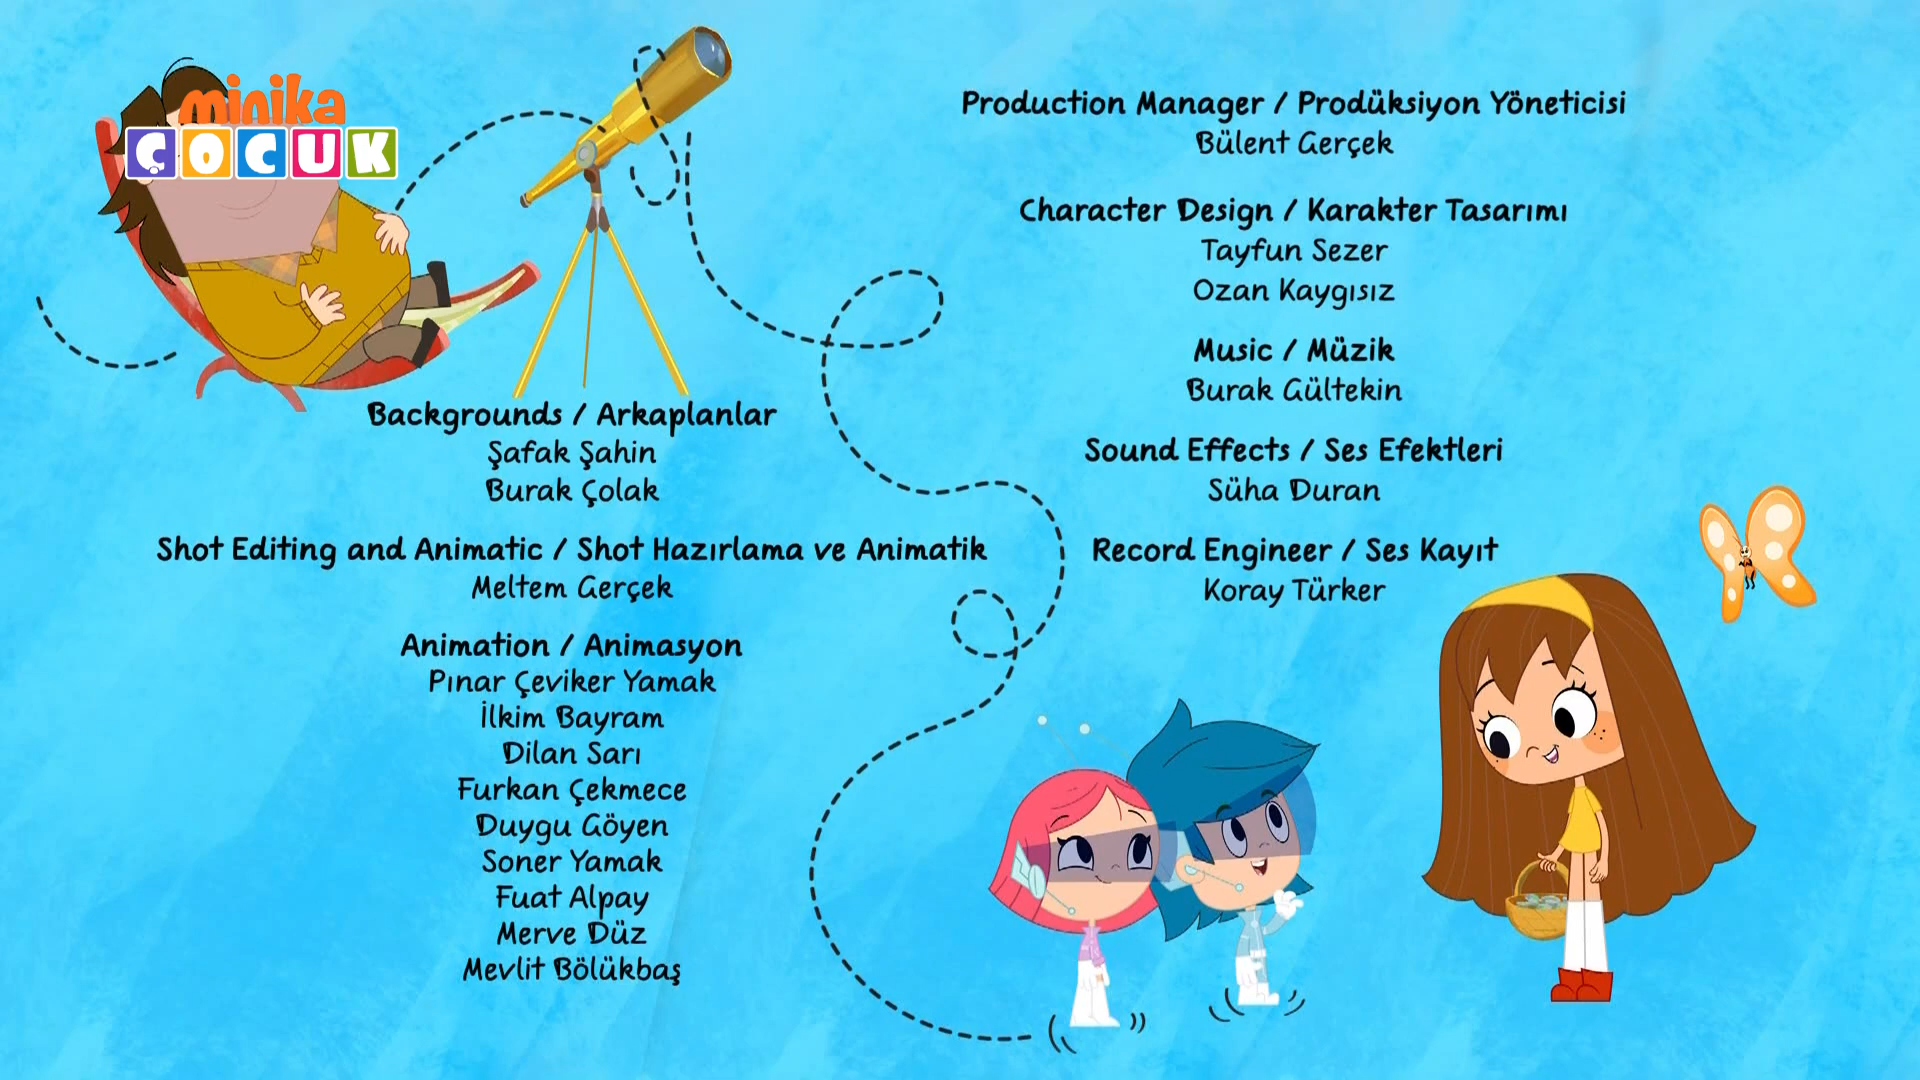 minika
ÇOCUK
Backgrounds / Arkaplanlar
Şafak Şahin
Burak Çolak
Shot Editing and Animatic / Shot Hazırlama ve Animatik
Meltem Gerçek
Animation / Animasyon
Pınar Çeviker Yamak
İlkim Bayram
Dilan Sarı
Furkan Çekmece
Duygu Göyen
Soner Yamak
Fuat Alpay
Merve Düz
Mevlit Bölükbaş
Production Manager / Prodüksiyon Yöneticisi
Bülent Gerçek
Character Design / Karakter Tasarımı
Tayfun Sezer
Ozan Kaygısız
Music / Müzik
Burak Gültekin
Sound Effects / Ses Efektleri
Süha Duran
Record Engineer / Ses Kayıt
Koray Türker